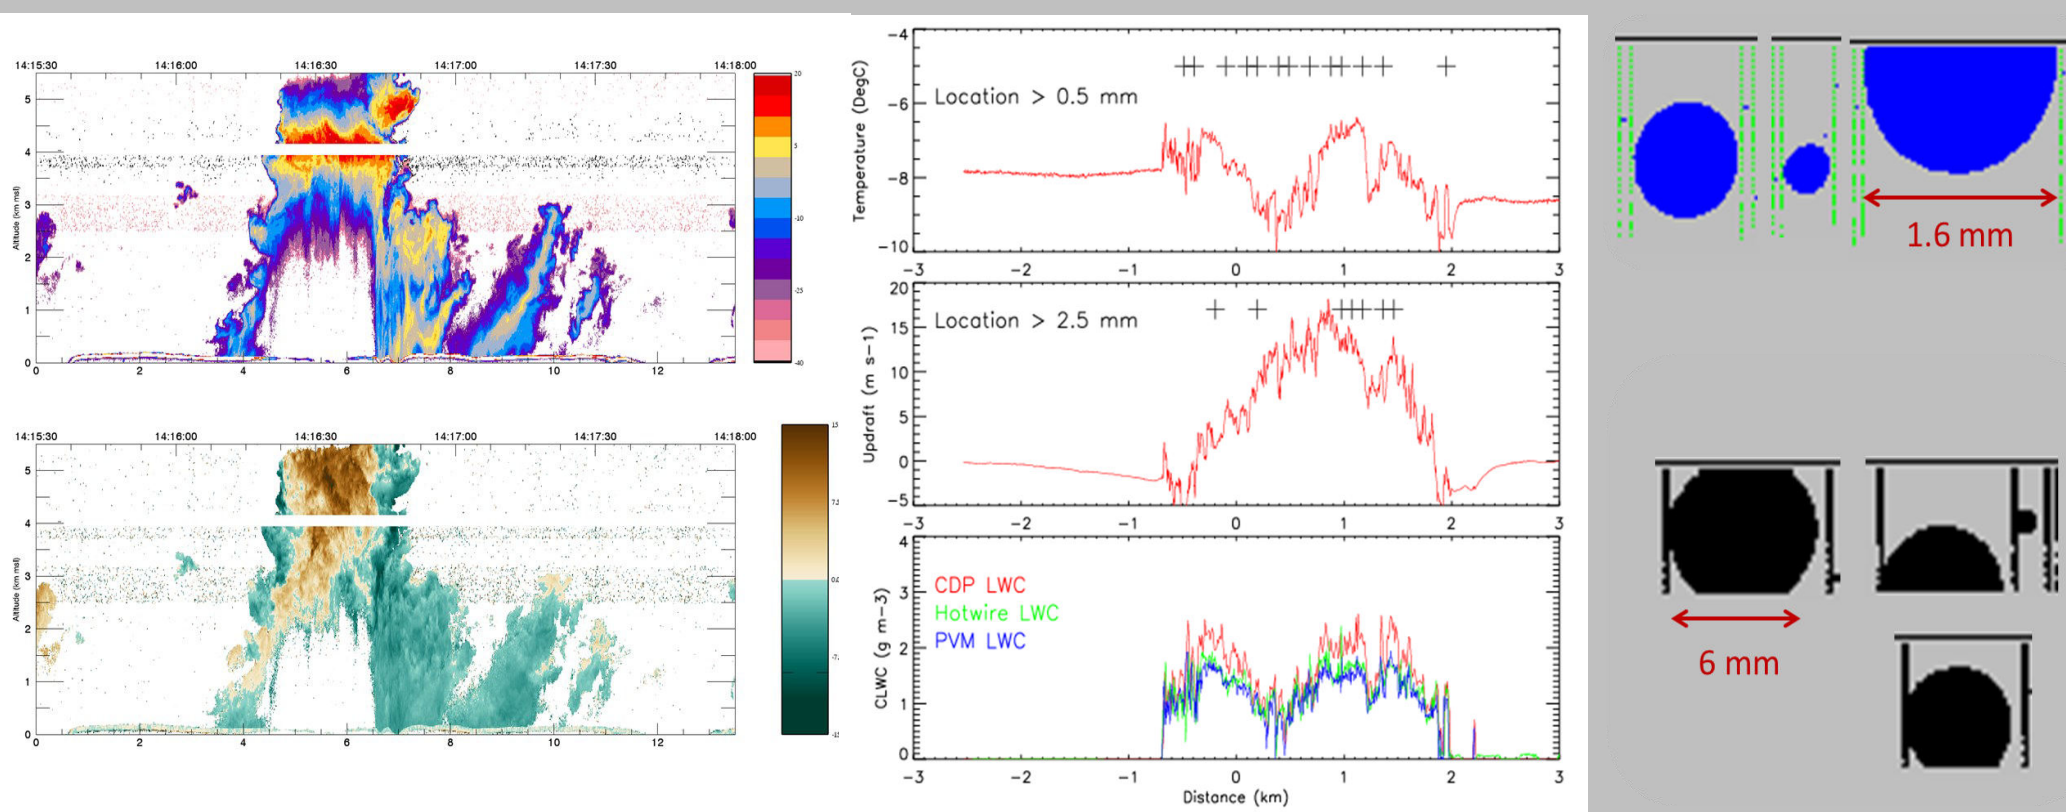 14:15:30 14:16:00 14:16:30 14:17:00 14:17:30 14:18:00
Altitude (km msl)
5
4
3
2
1
0
0 2 4 6 8 10 12
20
5
-10
-25
-40
14:15:30 14:16:00 14:16:30 14:17:00 14:17:30 14:18:00
Altitude (km msl)
5
4
3
2
1
0
0 2 4 6 8 10 12
15
Temperature (DegC)
-4
-6
-8
-10
Location > 0.5 mm
-3 -2 -1 0 1 2 3
Updraft (m s-1)
20
15
10
5
0
-5
Location > 2.5 mm
-3 -2 -1 0 1 2 3
CLWC (g m-3)
4
3
2
1
0
CDP LWC
Hotwire LWC
PVM LWC
-3 -2 -1 0 1 2 3
Distance (km)
1.6 mm
6 mm